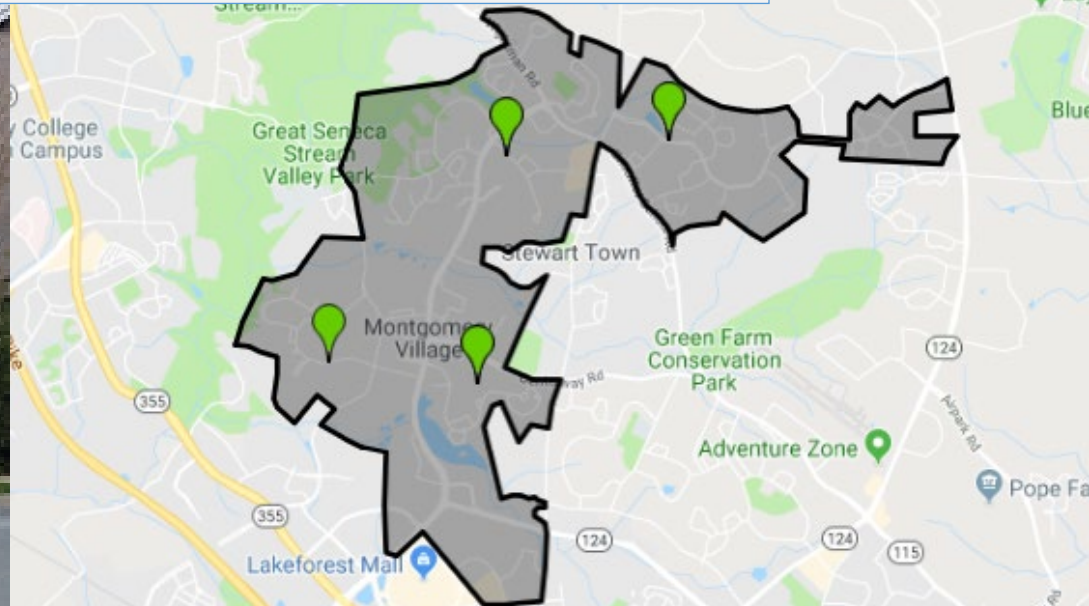 Stream...
Great Seneca
Stream
Valley Park
y College
Campus
Blue
Stewart Town
Montgomery
Village
Green Farm
Conservation
Park
124
355
Airpark Rd
Adventure Zone
Pope Fa
355
124
124
115
Lakeforest Mall